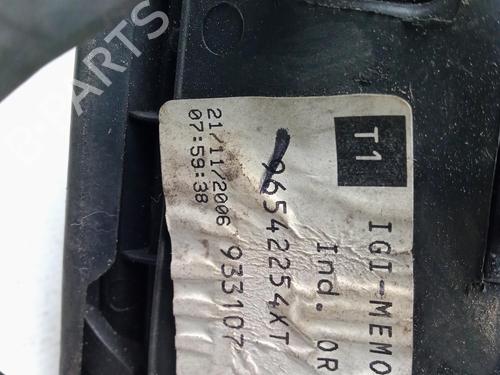 PARTS
T1
IGI-MEMO
Ind. OR
96542254XT
21/11/2006 933107
07:59:38